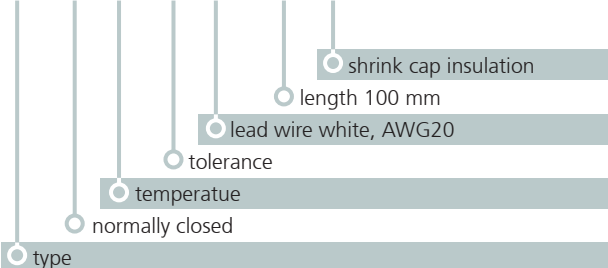 shrink cap insulation
length 100 mm
lead wire white, AWG20
tolerance
temperatue
normally closed
type